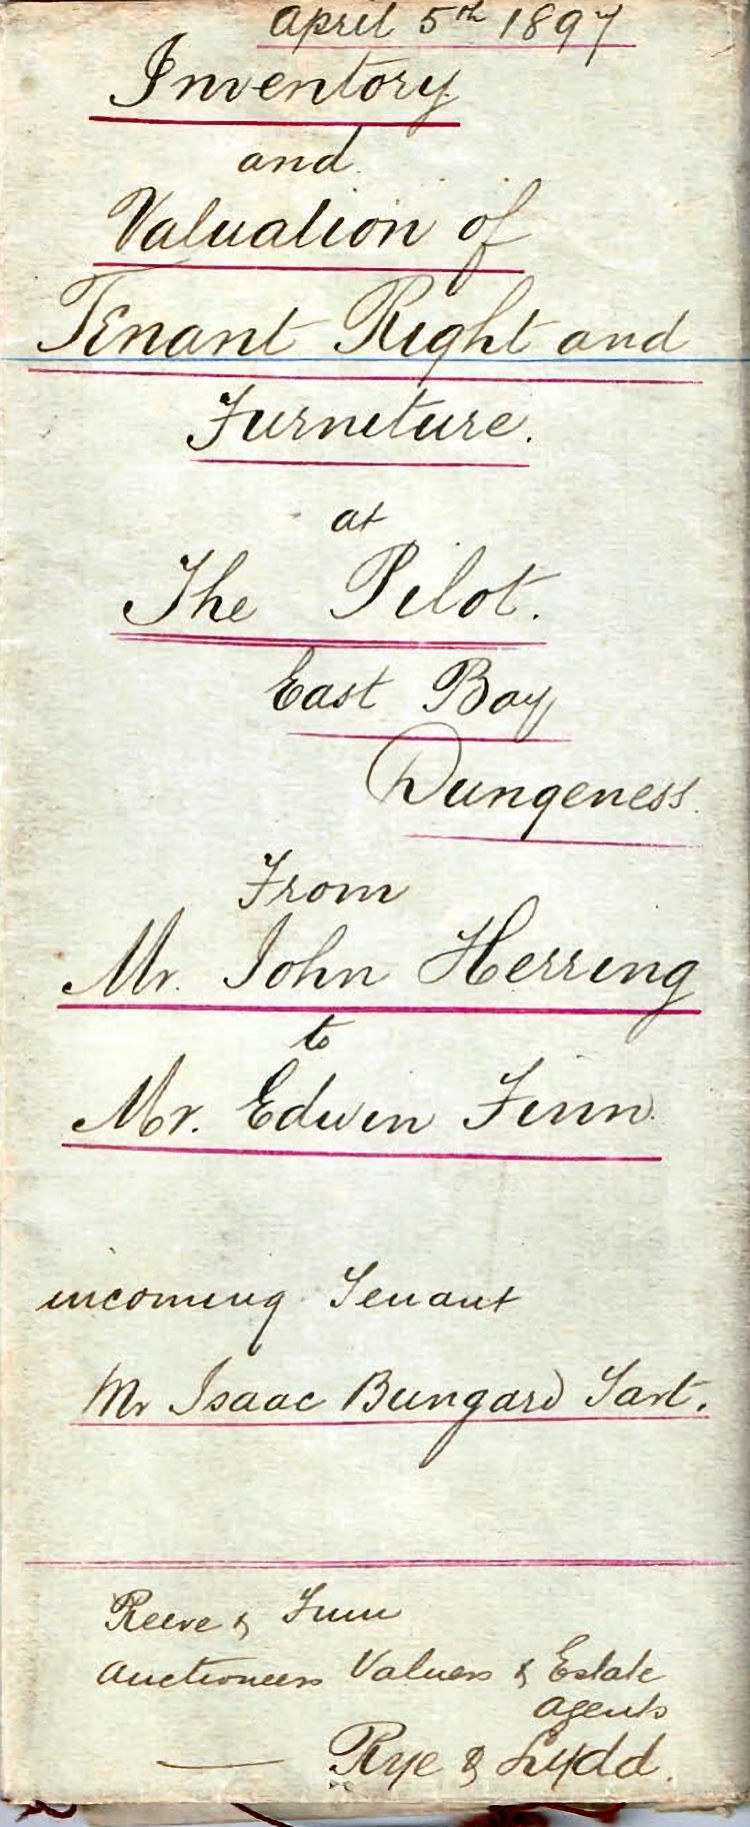 April 5th 1897
Inventory
and
Valuation of
Tenant Right and
Furniture.
at
The Pilot.
East Bay
Dungeness.
From
Mr. John Herring
to
Mr. Edwin Finn
incoming Tenant
Mr Isaac Bungard Tart.
Reeve & Finn
Auctioneers Valuers & Estate
Agents
Rye & Lydd.